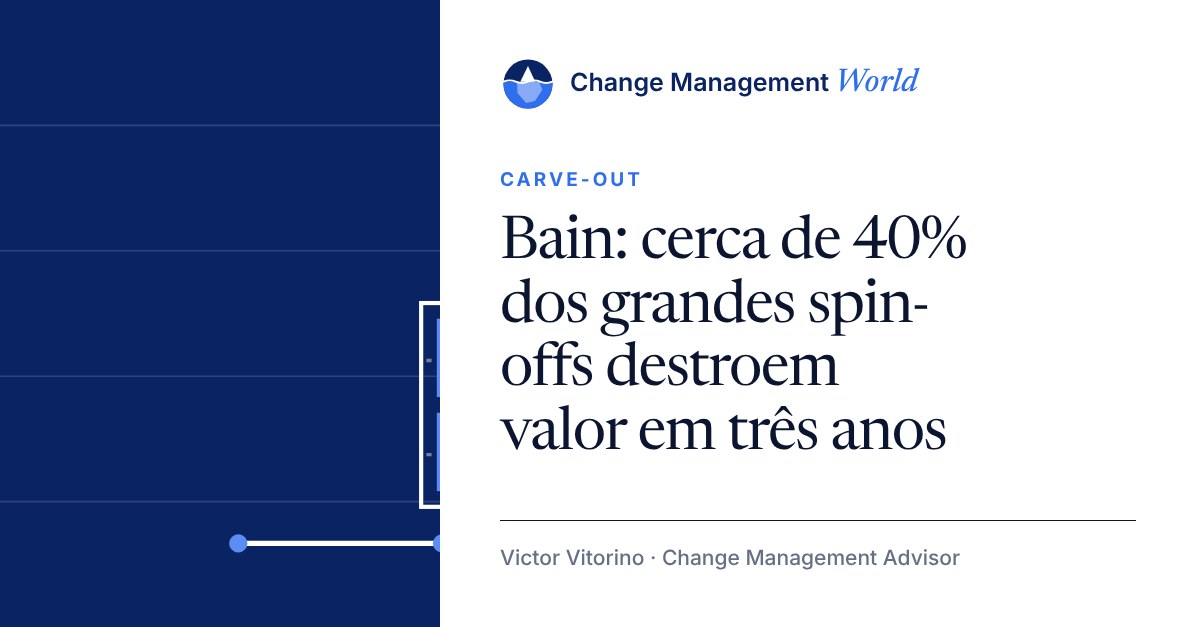 Change Management World
CARVE-OUT
Bain: cerca de 40%
dos grandes spin-
offs destroem
valor em três anos
Victor Vitorino · Change Management Advisor